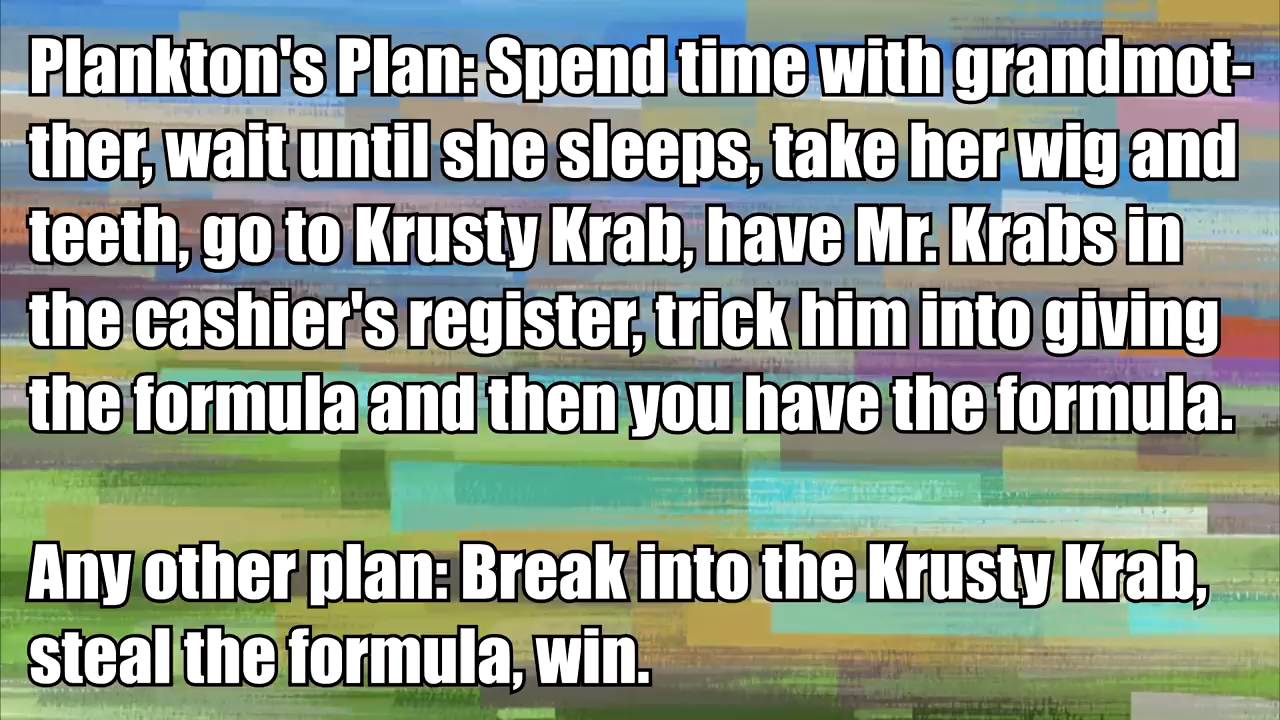 Plankton's Plan: Spend time with grandmot-
ther, wait until she sleeps, take her wig and
teeth, go to Krusty Krab, have Mr. Krabs in
the cashier's register, trick him into giving
the formula and then you have the formula.
Any other plan: Break into the Krusty Krab,
steal the formula, win.